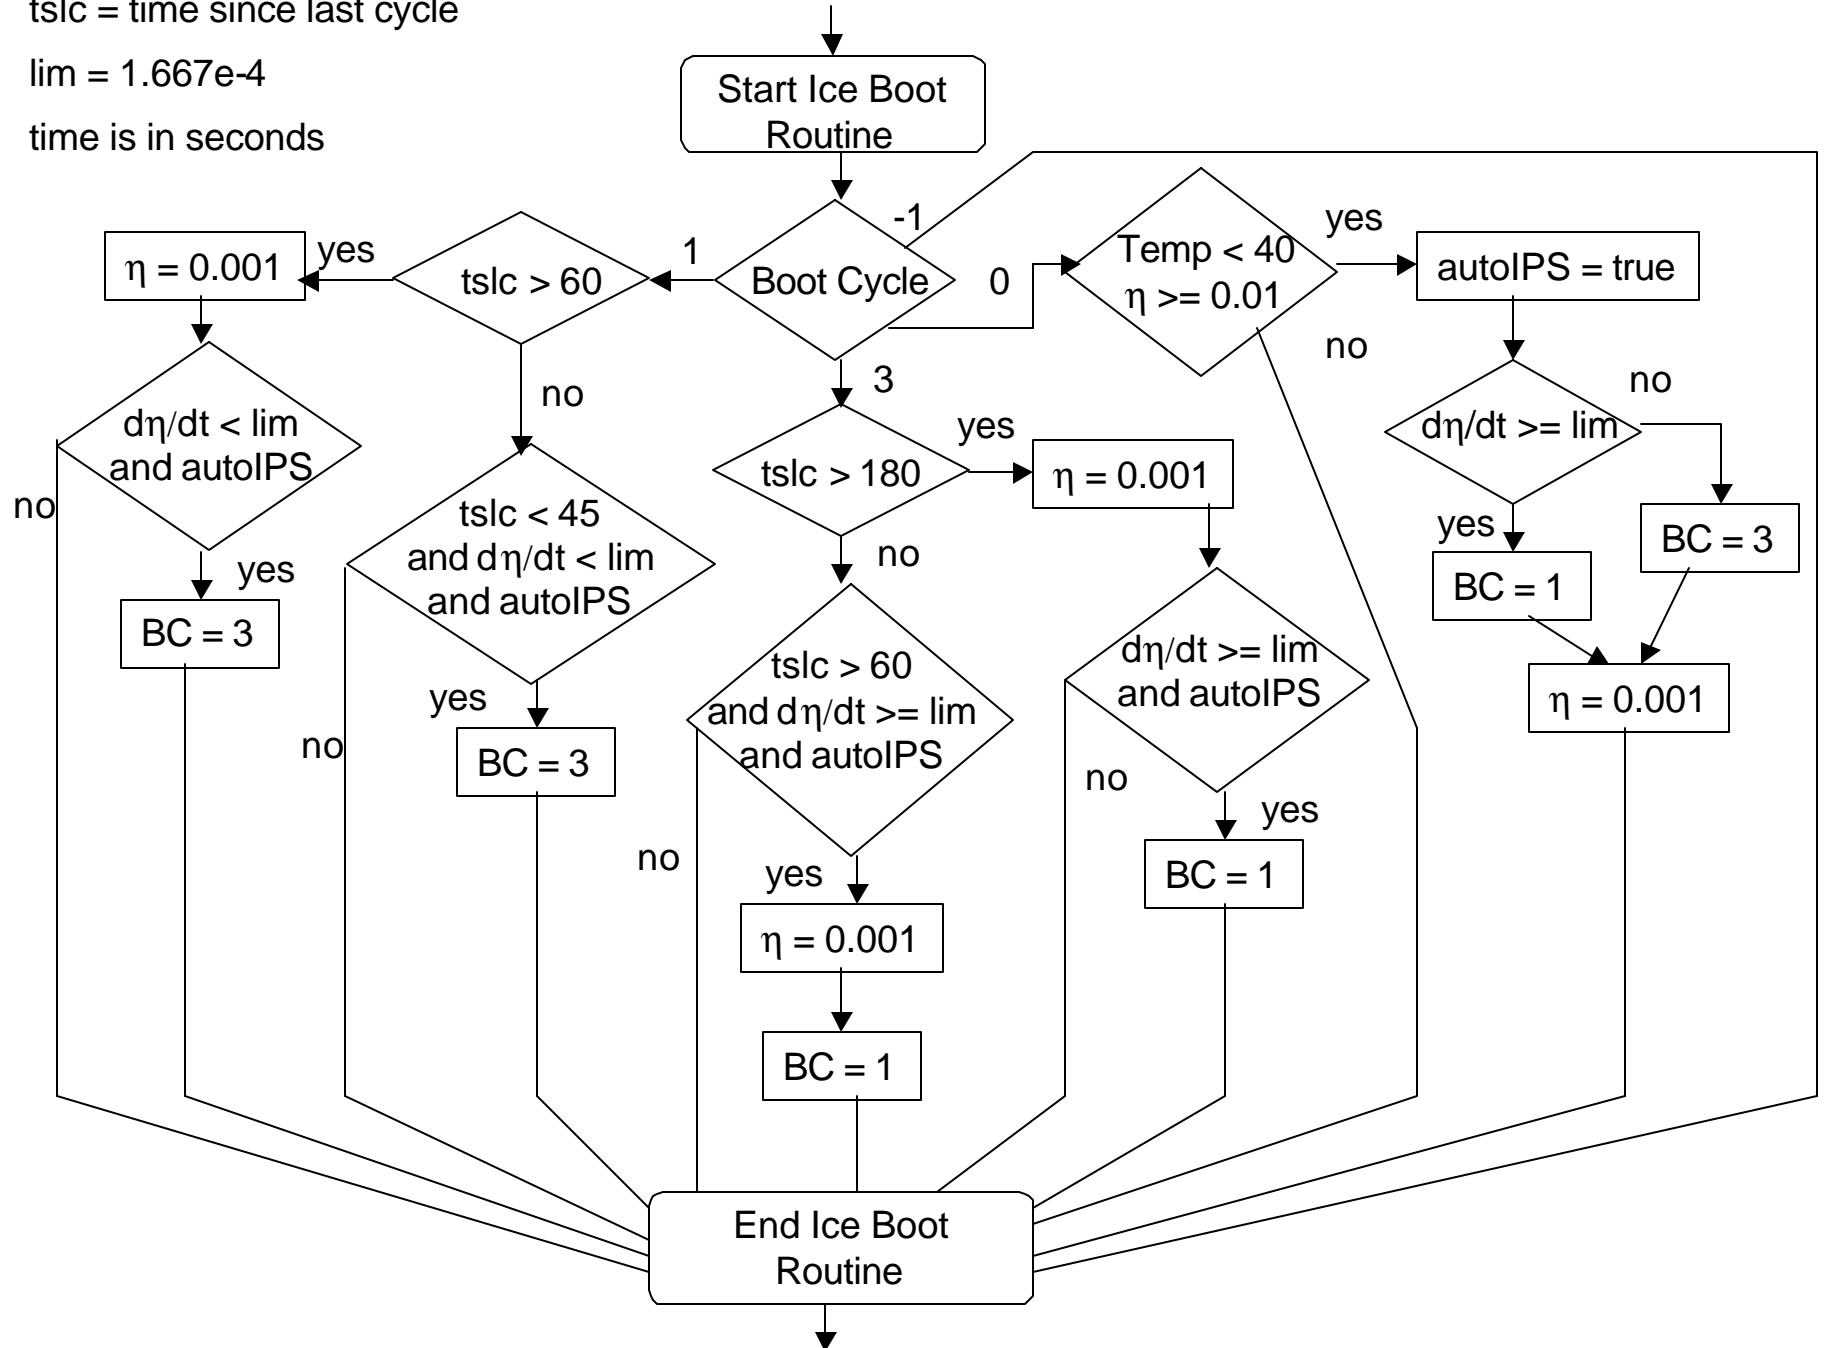 tslc = time since last cycle
lim = 1.667e-4
time is in seconds
Start Ice Boot
Routine
-1
yes
η = 0.001
yes
tslc > 60
1
Boot Cycle
0
Temp < 40
η >= 0.01
autoIPS = true
no
no
3
no
dη/dt < lim
and autoIPS
yes
dη/dt >= lim
tslc > 180
η = 0.001
no
tslc < 45
and dη/dt < lim
and autoIPS
yes
BC = 3
no
yes
BC = 1
BC = 3
tslc > 60
and dη/dt >= lim
and autoIPS
dη/dt >= lim
and autoIPS
yes
η = 0.001
no
BC = 3
no
yes
no
yes
BC = 1
η = 0.001
BC = 1
End Ice Boot
Routine